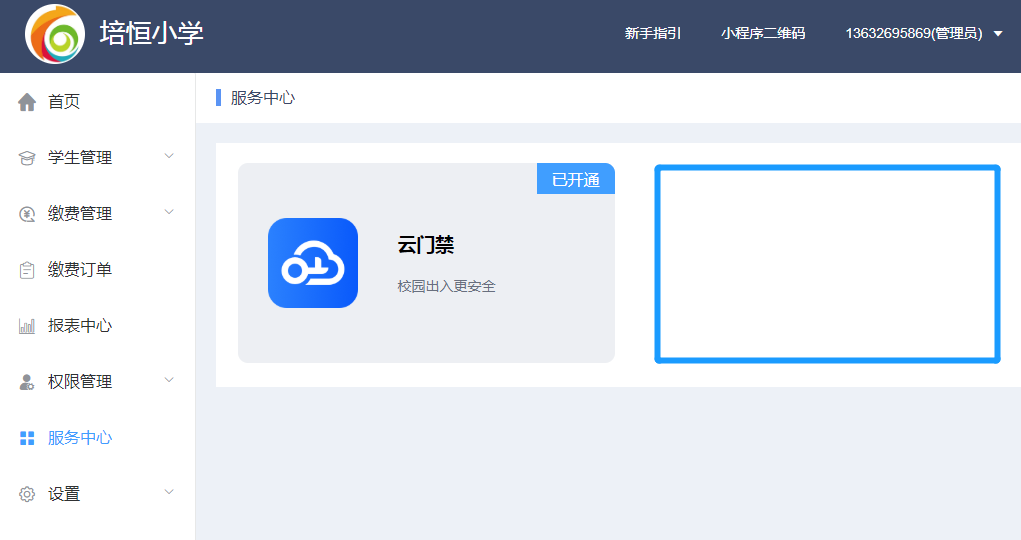 培恒小学
新手指引
小程序二维码
13632695869(管理员)
首页
学生管理
缴费管理
缴费订单
报表中心
权限管理
服务中心
设置
服务中心
已开通
云门禁
校园出入更安全